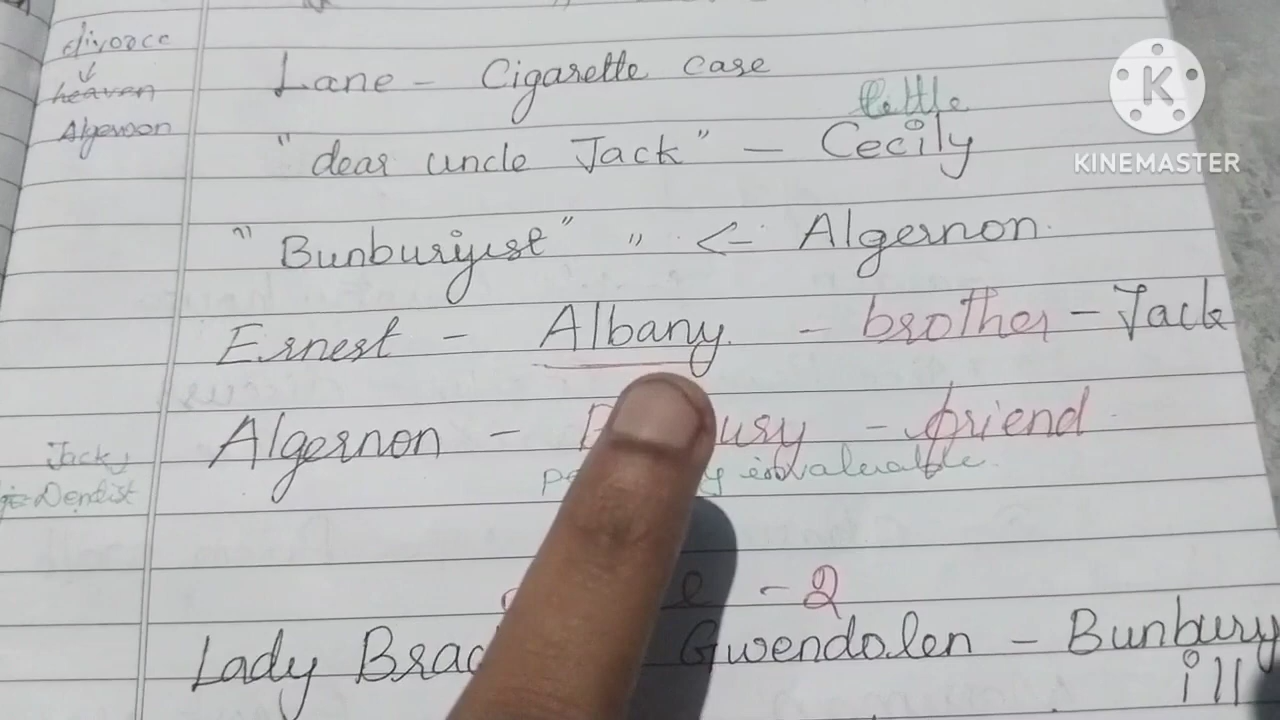 divorce
heaven
Algernon
Lane - Cigarette case
little
"dear uncle Jack" - Cecily
"Bunburyist" " <- Algernon.
Ernest - Albany. - brother - Jack
Algernon - - friend
invaluable.
Jack
Dentist
- 2
Lady Gwendolen - Bunbury
ill
KINEMASTER